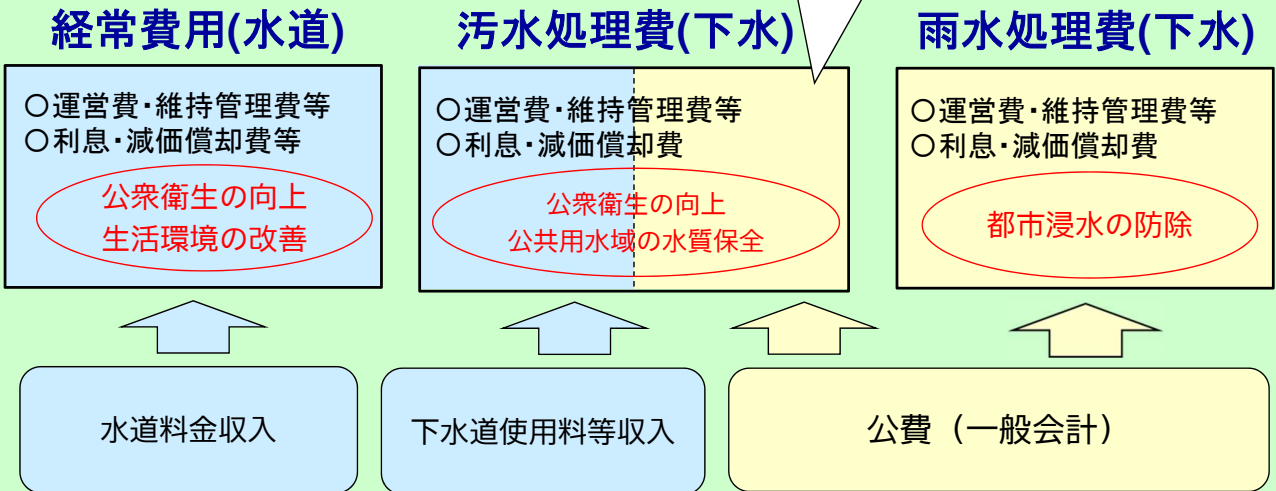 経常費用(水道)
○運営費・維持管理費等
○利息・減価償却費等
公衆衛生の向上
生活環境の改善
汚水処理費(下水)
○運営費・維持管理費等
○利息・減価償却費
公衆衛生の向上
公共用水域の水質保全
雨水処理費(下水)
○運営費・維持管理費等
○利息・減価償却費
都市浸水の防除
水道料金収入
下水道使用料等収入
公費（一般会計）